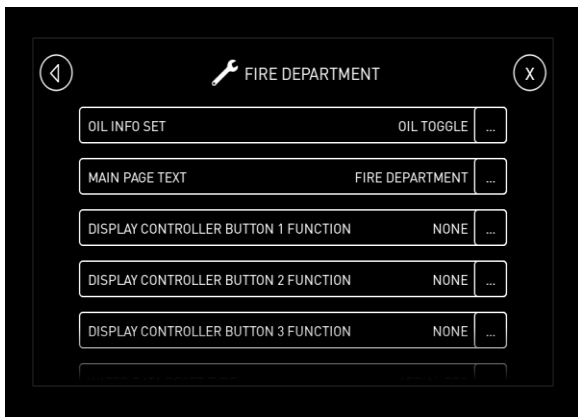 FIRE DEPARTMENT
X
OIL INFO SET OIL TOGGLE ...
MAIN PAGE TEXT FIRE DEPARTMENT ...
DISPLAY CONTROLLER BUTTON 1 FUNCTION NONE ...
DISPLAY CONTROLLER BUTTON 2 FUNCTION NONE ...
DISPLAY CONTROLLER BUTTON 3 FUNCTION NONE ...